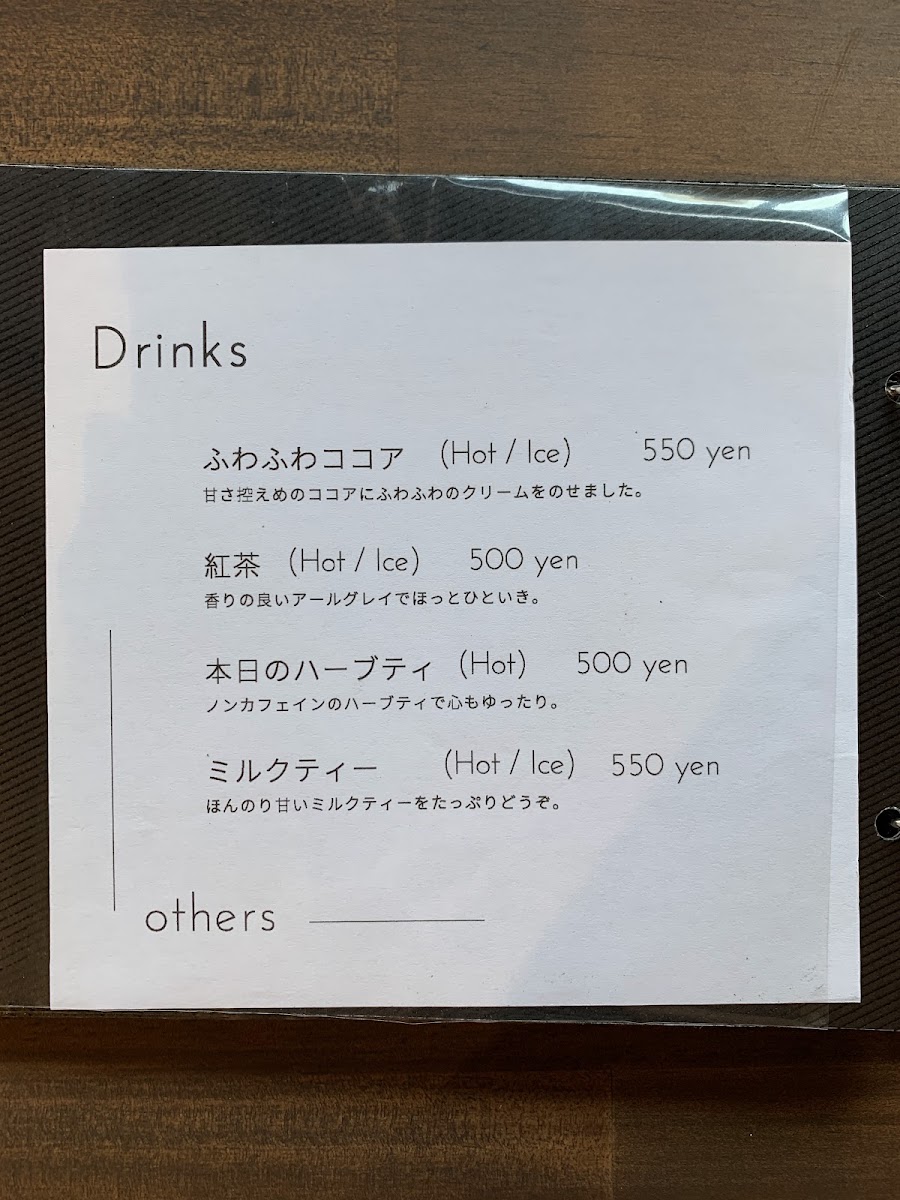 Drinks
ふわふわココア (Hot / Ice) 550 yen
甘さ控えめのココアにふわふわのクリームをのせました。
紅茶 (Hot / Ice) 500 yen
香りの良いアールグレイでほっとひといき。
本日のハーブティ (Hot) 500 yen
ノンカフェインのハーブティで心もゆったり。
ミルクティー (Hot / Ice) 550 yen
ほんのり甘いミルクティーをたっぷりどうぞ。
others